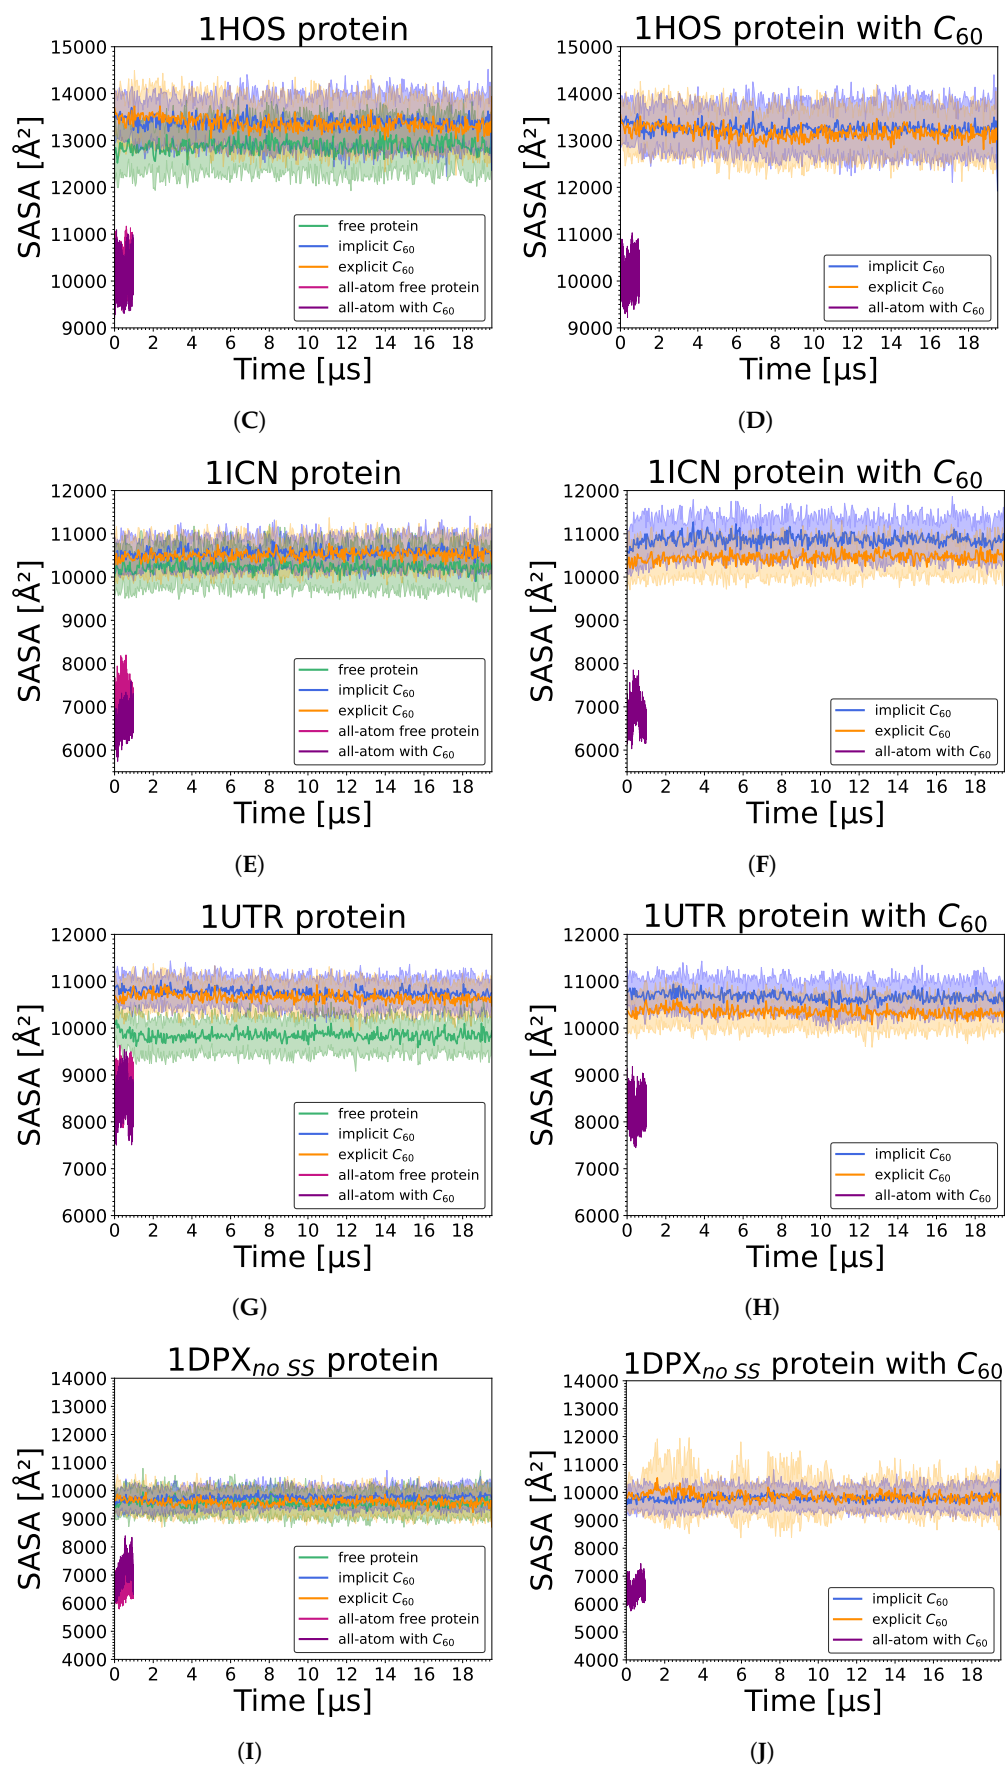 1HOS protein
SASA [Å²]
15000
14000
13000
12000
11000
10000
9000
free protein
implicit C60
explicit C60
all-atom free protein
all-atom with C60
0 2 4 6 8 10 12 14 16 18
Time [µs]
(C)
1HOS protein with C60
SASA [Å²]
15000
14000
13000
12000
11000
10000
9000
implicit C60
explicit C60
all-atom with C60
0 2 4 6 8 10 12 14 16 18
Time [µs]
(D)
1ICN protein
SASA [Å²]
12000
11000
10000
9000
8000
7000
6000
free protein
implicit C60
explicit C60
all-atom free protein
all-atom with C60
0 2 4 6 8 10 12 14 16 18
Time [µs]
(E)
1ICN protein with C60
SASA [Å²]
12000
11000
10000
9000
8000
7000
6000
implicit C60
explicit C60
all-atom with C60
0 2 4 6 8 10 12 14 16 18
Time [µs]
(F)
1UTR protein
SASA [Å²]
12000
11000
10000
9000
8000
7000
6000
free protein
implicit C60
explicit C60
all-atom free protein
all-atom with C60
0 2 4 6 8 10 12 14 16 18
Time [µs]
(G)
1UTR protein with C60
SASA [Å²]
12000
11000
10000
9000
8000
7000
6000
implicit C60
explicit C60
all-atom with C60
0 2 4 6 8 10 12 14 16 18
Time [µs]
(H)
1DPXno SS protein
SASA [Å²]
14000
13000
12000
11000
10000
9000
8000
7000
6000
5000
4000
free protein
implicit C60
explicit C60
all-atom free protein
all-atom with C60
0 2 4 6 8 10 12 14 16 18
Time [µs]
(I)
1DPXno SS protein with C60
SASA [Å²]
14000
13000
12000
11000
10000
9000
8000
7000
6000
5000
4000
implicit C60
explicit C60
all-atom with C60
0 2 4 6 8 10 12 14 16 18
Time [µs]
(J)